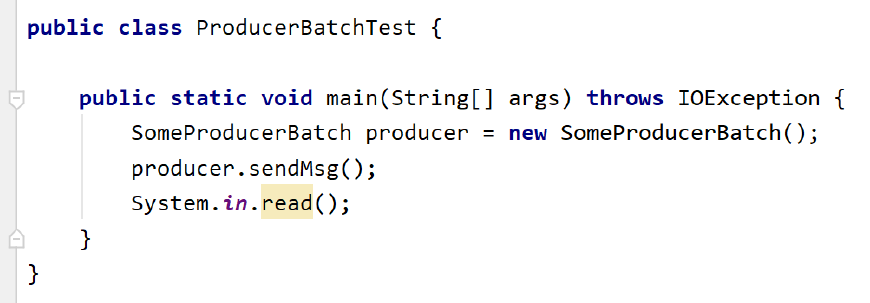 public class ProducerBatchTest {
public static void main(String[] args) throws IOException {
SomeProducerBatch producer = new SomeProducerBatch();
producer.sendMsg();
System.in.read();
}
}